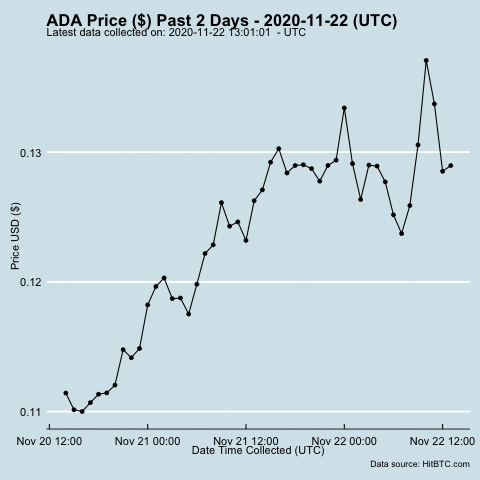 ADA Price ($) Past 2 Days - 2020-11-22 (UTC)
Latest data collected on: 2020-11-22 13:01:01  - UTC
0.13
0.12
0.11
Price USD ($)
Nov 20 12:00 Nov 21 00:00 Nov 21 12:00 Nov 22 00:00 Nov 22 12:00
Date Time Collected (UTC)
Data source: HitBTC.com